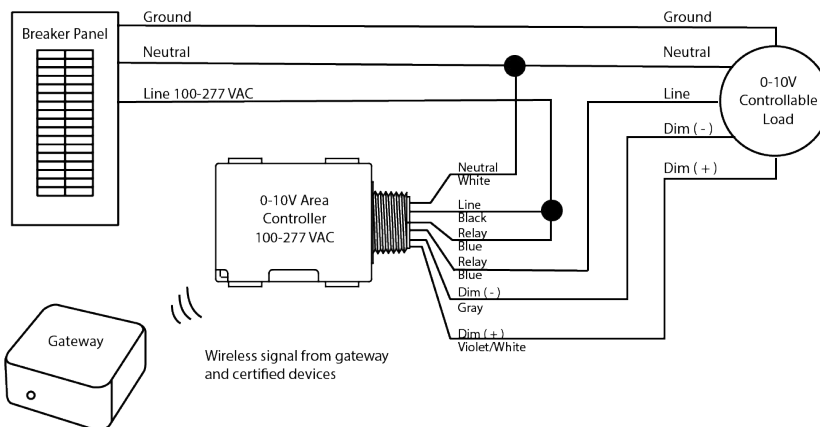 Breaker Panel
Ground
Ground
Neutral
Neutral
Line 100-277 VAC
Line
0-10V
Controllable
Load
Dim ( - )
Dim ( + )
0-10V Area
Controller
100-277 VAC
Neutral
White
Line
Black
Relay
Blue
Relay
Blue
Dim ( - )
Gray
Dim ( + )
Violet/White
Gateway
Wireless signal from gateway
and certified devices